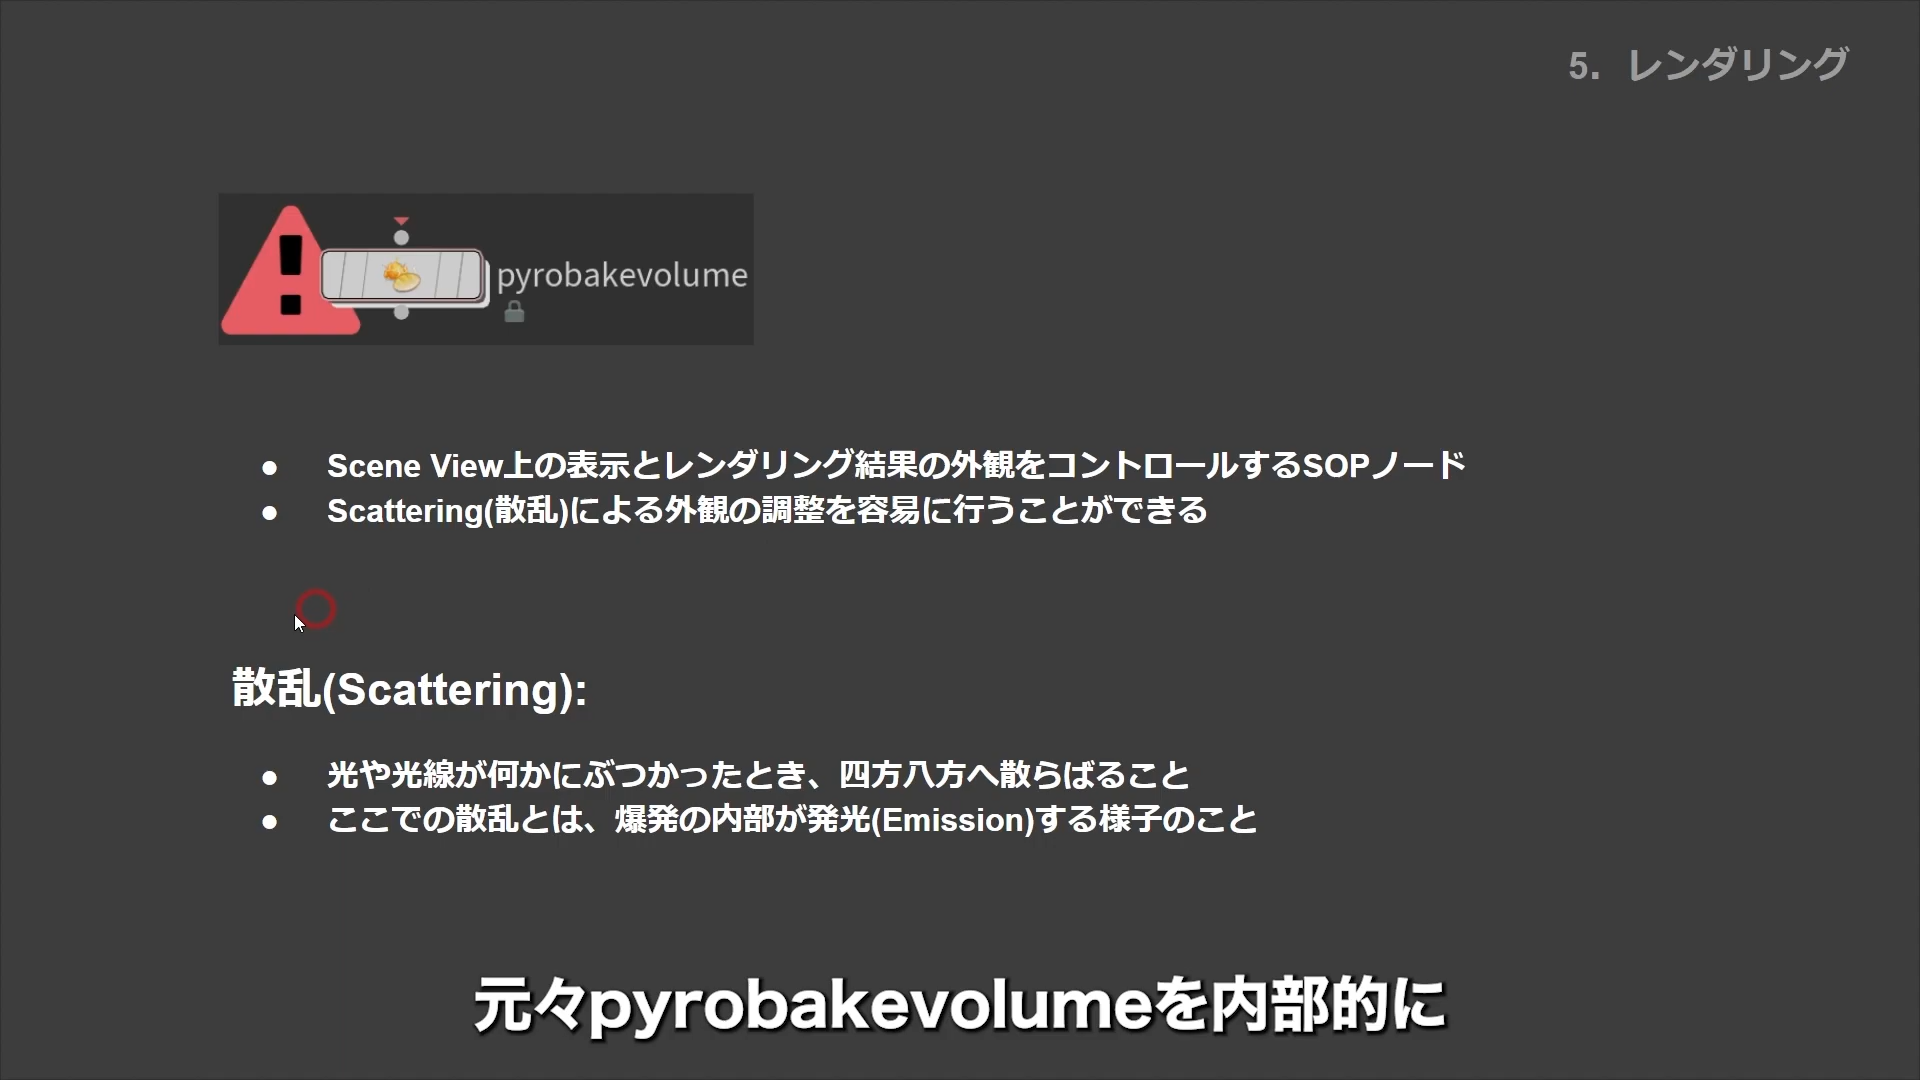 5. レンダリング
pyrobakevolume
● Scene View上の表示とレンダリング結果の外観をコントロールするSOPノード
● Scattering(散乱)による外観の調整を容易に行うことができる
散乱(Scattering):
● 光や光線が何かにぶつかったとき、四方八方へ散らばること
● ここでの散乱とは、爆発の内部が発光(Emission)する様子のこと
元々pyrobakevolumeを内部的に